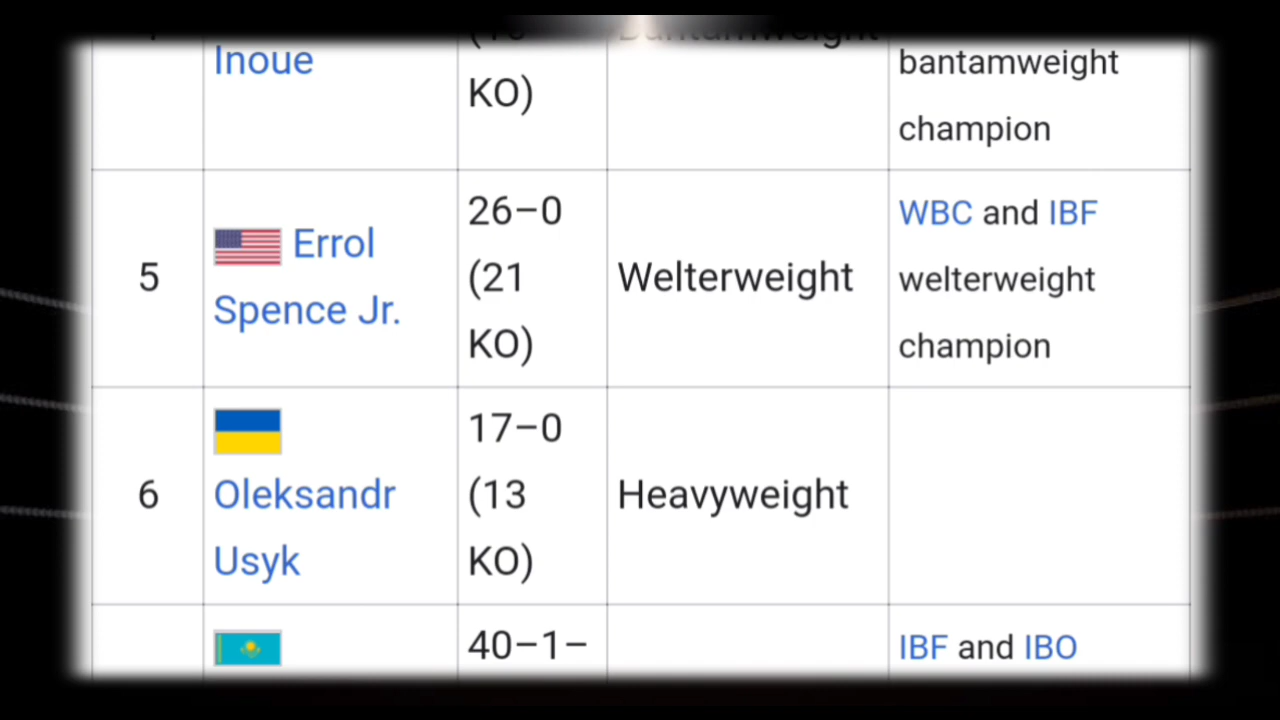 Inoue
KO)
bantamweight
champion
5
Errol
Spence Jr.
26–0
(21
KO)
Welterweight
WBC and IBF
welterweight
champion
6
Oleksandr
Usyk
17–0
(13
KO)
Heavyweight
40–1–
IBF and IBO